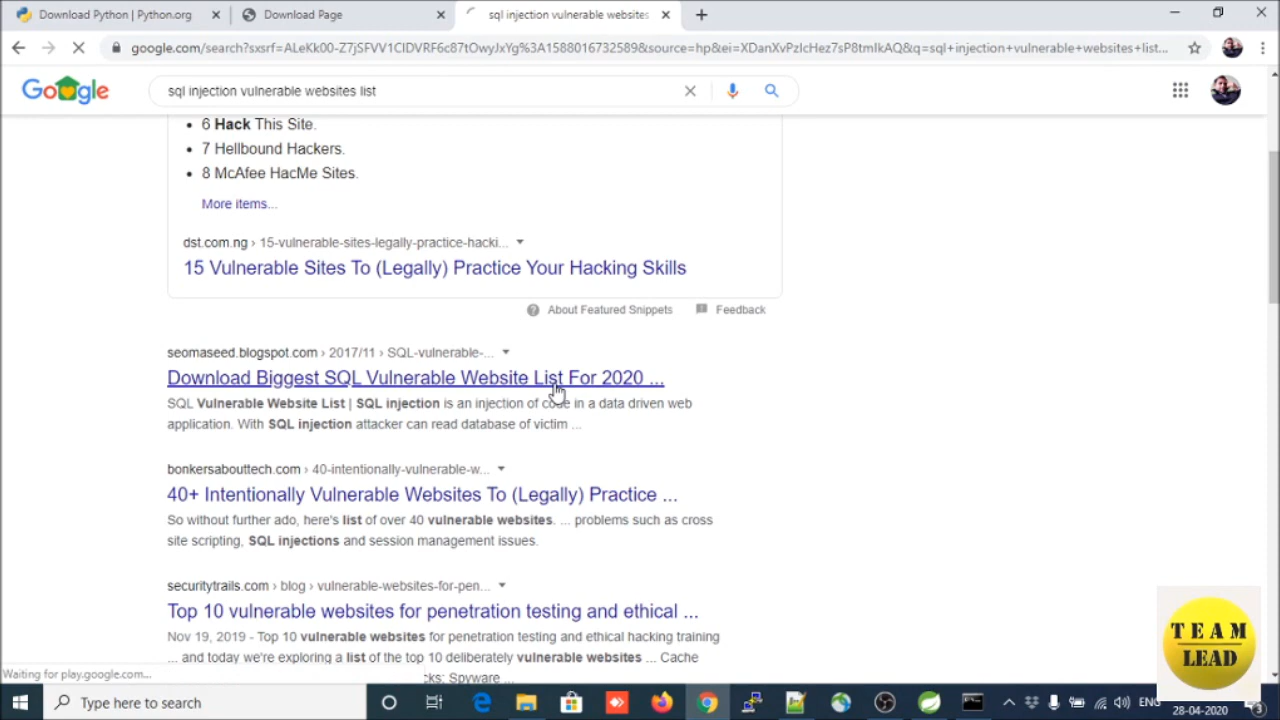 Download Python | Python.org
Download Page
sql injection vulnerable websites
google.com/search?sxsrf=ALeKk00-Z7jSFVV1CIDVRF6c87tOwyJxYg%3A1588016732589&source=hp&ei=XDanXvPzIcHez7sP8tmIkAQ&q=sql+injection+vulnerable+websites+list...
Google
sql injection vulnerable websites list
6 Hack This Site.
7 Hellbound Hackers.
8 McAfee HacMe Sites.
More items...
dst.com.ng › 15-vulnerable-sites-legally-practice-hacki...
15 Vulnerable Sites To (Legally) Practice Your Hacking Skills
About Featured Snippets
Feedback
seomaseed.blogspot.com › 2017/11 › SQL-vulnerable-...
Download Biggest SQL Vulnerable Website List For 2020 ...
SQL Vulnerable Website List | SQL injection is an injection of code in a data driven web
application. With SQL injection attacker can read database of victim ...
bonkersabouttech.com › 40-intentionally-vulnerable-w...
40+ Intentionally Vulnerable Websites To (Legally) Practice ...
So without further ado, here's list of over 40 vulnerable websites. ... problems such as cross
site scripting, SQL injections and session management issues.
securitytrails.com › blog › vulnerable-websites-for-pen...
Top 10 vulnerable websites for penetration testing and ethical ...
Nov 19, 2019 - Top 10 vulnerable websites for penetration testing and ethical hacking training
... and today we're exploring a list of the top 10 deliberately vulnerable websites ... Cache
cks: Spyware ...
Waiting for play.google.com...
TEAM
LEAD
Type here to search
ENG
28-04-2020
3